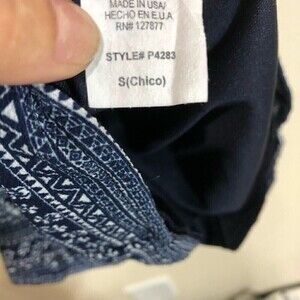 MADE IN USA/
HECHO EN E.U.A
RN# 127877
STYLE# P4283
S(Chico)